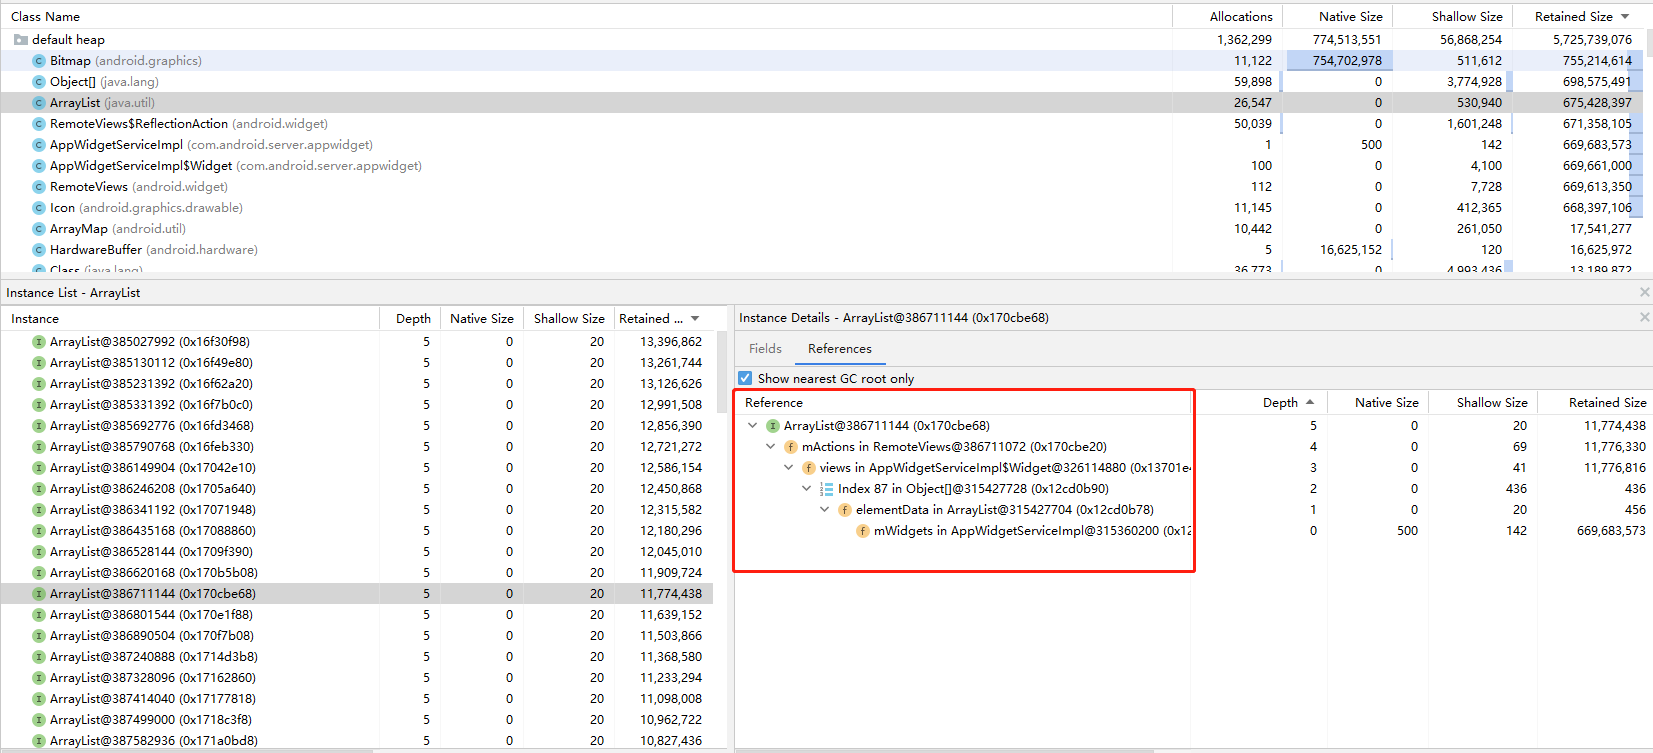 Class Name Allocations Native Size Shallow Size Retained Size
default heap 1,362,299 774,513,551 56,868,254 5,725,739,076
Bitmap (android.graphics) 11,122 754,702,978 511,612 755,214,614
Object[] (java.lang) 59,898 0 3,774,928 698,575,491
ArrayList (java.util) 26,547 0 530,940 675,428,397
RemoteViews$ReflectionAction (android.widget) 50,039 0 1,601,248 671,358,105
AppWidgetServiceImpl (com.android.server.appwidget) 1 500 142 669,683,573
AppWidgetServiceImpl$Widget (com.android.server.appwidget) 100 0 4,100 669,661,000
RemoteViews (android.widget) 112 0 7,728 669,613,350
Icon (android.graphics.drawable) 11,145 0 412,365 668,397,106
ArrayMap (android.util) 10,442 0 261,050 17,541,277
HardwareBuffer (android.hardware) 5 16,625,152 120 16,625,972
Class (java.lang) 36,773 0 4,993,436 13,189,872
Instance List - ArrayList
Instance Depth Native Size Shallow Size Retained ...
ArrayList@385027992 (0x16f30f98) 5 0 20 13,396,862
ArrayList@385130112 (0x16f49e80) 5 0 20 13,261,744
ArrayList@385231392 (0x16f62a20) 5 0 20 13,126,626
ArrayList@385331392 (0x16f7b0c0) 5 0 20 12,991,508
ArrayList@385692776 (0x16fd3468) 5 0 20 12,856,390
ArrayList@385790768 (0x16feb330) 5 0 20 12,721,272
ArrayList@386149904 (0x17042e10) 5 0 20 12,586,154
ArrayList@386246208 (0x1705a640) 5 0 20 12,450,868
ArrayList@386341192 (0x17071948) 5 0 20 12,315,582
ArrayList@386435168 (0x17088860) 5 0 20 12,180,296
ArrayList@386528144 (0x1709f390) 5 0 20 12,045,010
ArrayList@386620168 (0x170b5b08) 5 0 20 11,909,724
ArrayList@386711144 (0x170cbe68) 5 0 20 11,774,438
ArrayList@386801544 (0x170e1f88) 5 0 20 11,639,152
ArrayList@386890504 (0x170f7b08) 5 0 20 11,503,866
ArrayList@387240888 (0x1714d3b8) 5 0 20 11,368,580
ArrayList@387328096 (0x17162860) 5 0 20 11,233,294
ArrayList@387414040 (0x17177818) 5 0 20 11,098,008
ArrayList@387499000 (0x1718c3f8) 5 0 20 10,962,722
ArrayList@387582936 (0x171a0bd8) 5 0 20 10,827,436
Instance Details - ArrayList@386711144 (0x170cbe68)
Fields References
Show nearest GC root only
Reference Depth Native Size Shallow Size Retained Size
ArrayList@386711144 (0x170cbe68) 5 0 20 11,774,438
mActions in RemoteViews@386711072 (0x170cbe20) 4 0 69 11,776,330
views in AppWidgetServiceImpl$Widget@326114880 (0x13701e4 3 0 41 11,776,816
Index 87 in Object[]@315427728 (0x12cd0b90) 2 0 436 436
elementData in ArrayList@315427704 (0x12cd0b78) 1 0 20 456
mWidgets in AppWidgetServiceImpl@315360200 (0x12 0 500 142 669,683,573